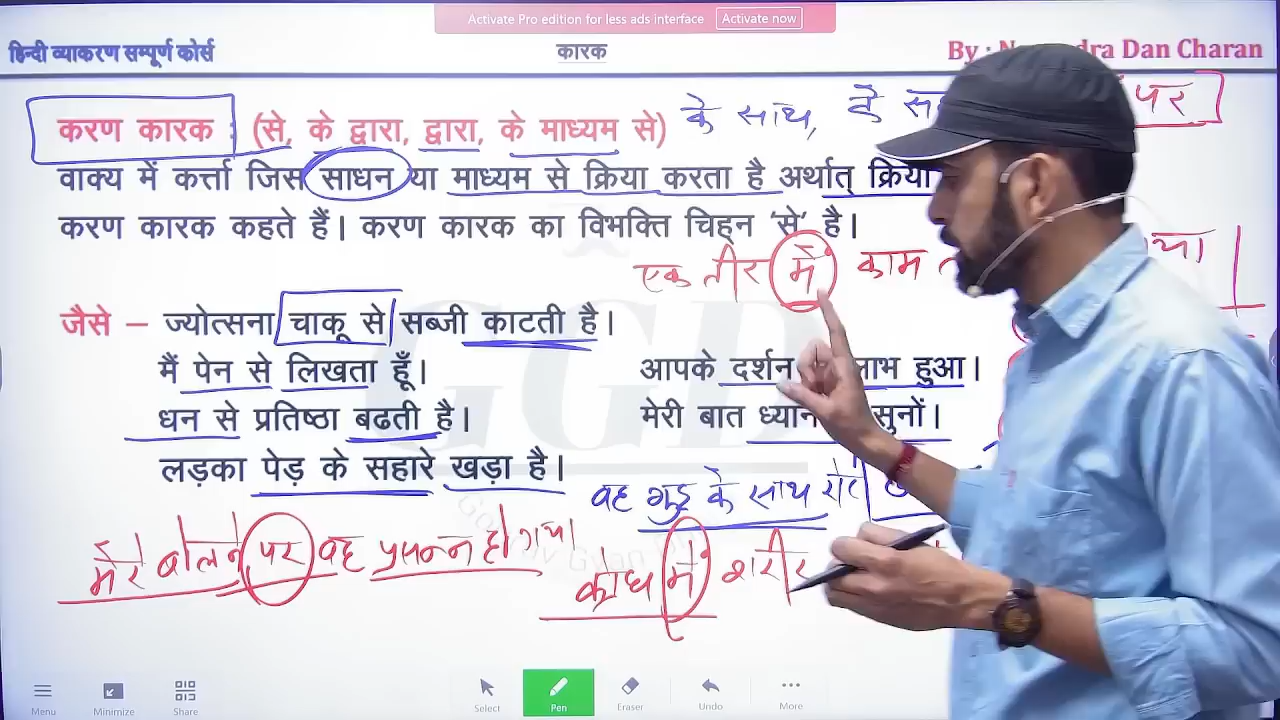 Activate Pro edition for less ads interface Activate now
हिन्दी व्याकरण सम्पूर्ण कोर्स
कारक
By : Dan Charan
करण कारक : (से, के द्वारा, द्वारा, के माध्यम से) के साथ, के पर
वाक्य में कर्त्ता जिस साधन या माध्यम से क्रिया करता है अर्थात् क्रिया
करण कारक कहते हैं। करण कारक का विभक्ति चिह्न 'से' है।
एक तीर में काम
जैसे – ज्योत्सना चाकू से सब्जी काटती है।
मैं पेन से लिखता हूँ।
आपके दर्शन लाभ हुआ।
धन से प्रतिष्ठा बढती है।
मेरी बात ध्यान सुनों।
लड़का पेड़ के सहारे खड़ा है।
वह गुड़ के साथ
मेरे बोलने पर वह प्रसन्न हो गया
क्रोध में शरीर
GGD
Menu Minimize Share Select Pen Eraser Undo More